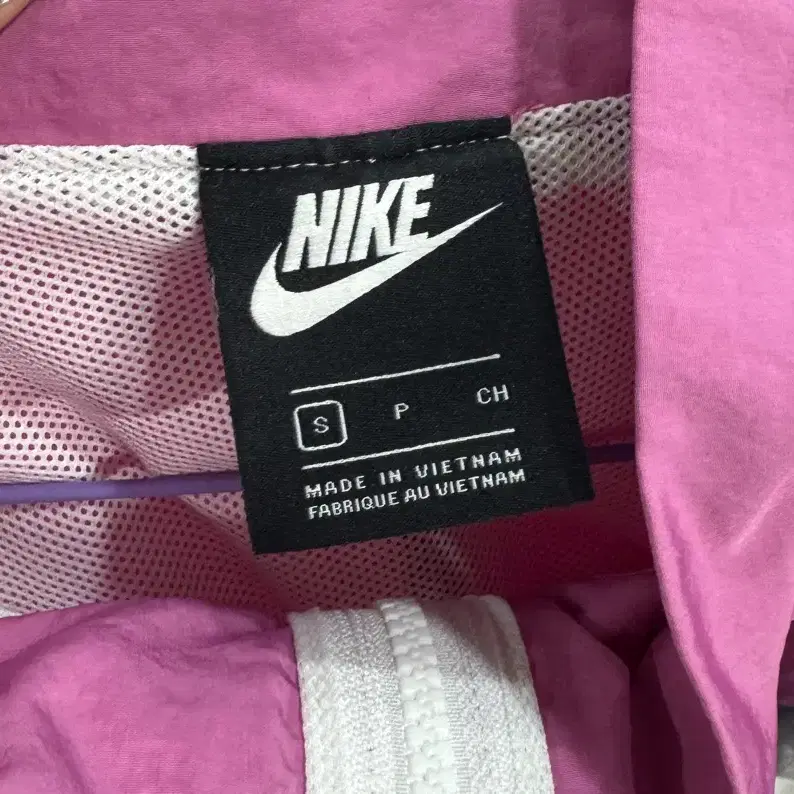 NIKE
S P CH
MADE IN VIETNAM
FABRIQUE AU VIETNAM